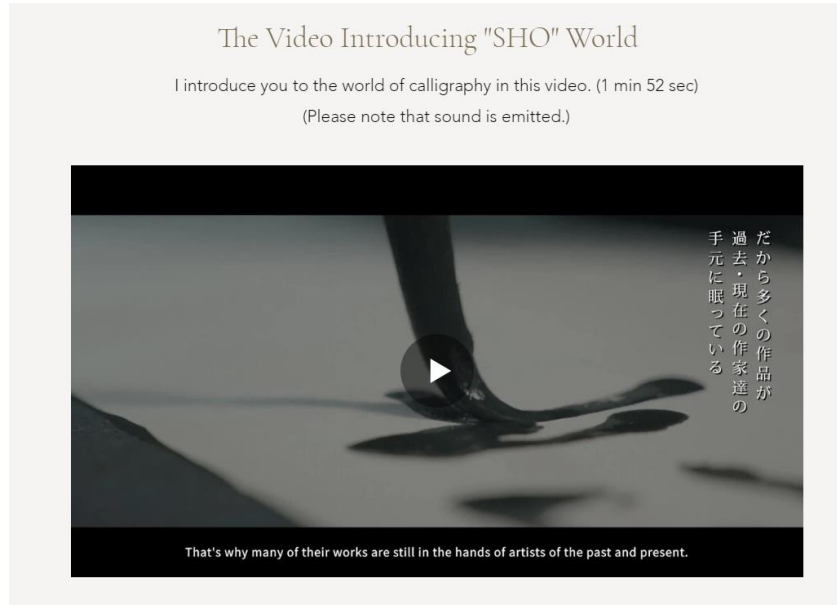 The Video Introducing "SHO" World
I introduce you to the world of calligraphy in this video. (1 min 52 sec)
(Please note that sound is emitted.)
だから多くの作品が
過去・現在の作家達の
手元に眠っている
That's why many of their works are still in the hands of artists of the past and present.